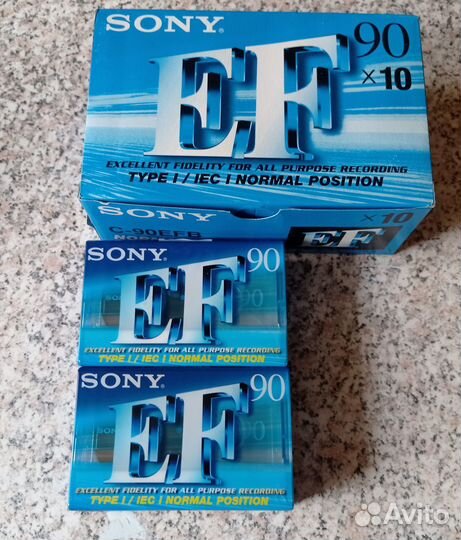 SONY
EF 90
×10
EXCELLENT FIDELITY FOR ALL PURPOSE RECORDING
TYPE I / IEC I NORMAL POSITION
SONY
×10
C-90EFB
EF
SONY
EF 90
EXCELLENT FIDELITY FOR ALL PURPOSE RECORDING
TYPE I / IEC I NORMAL POSITION
SONY
EF 90
EXCELLENT FIDELITY FOR ALL PURPOSE RECORDING
TYPE I / IEC I NORMAL POSITION
Avito